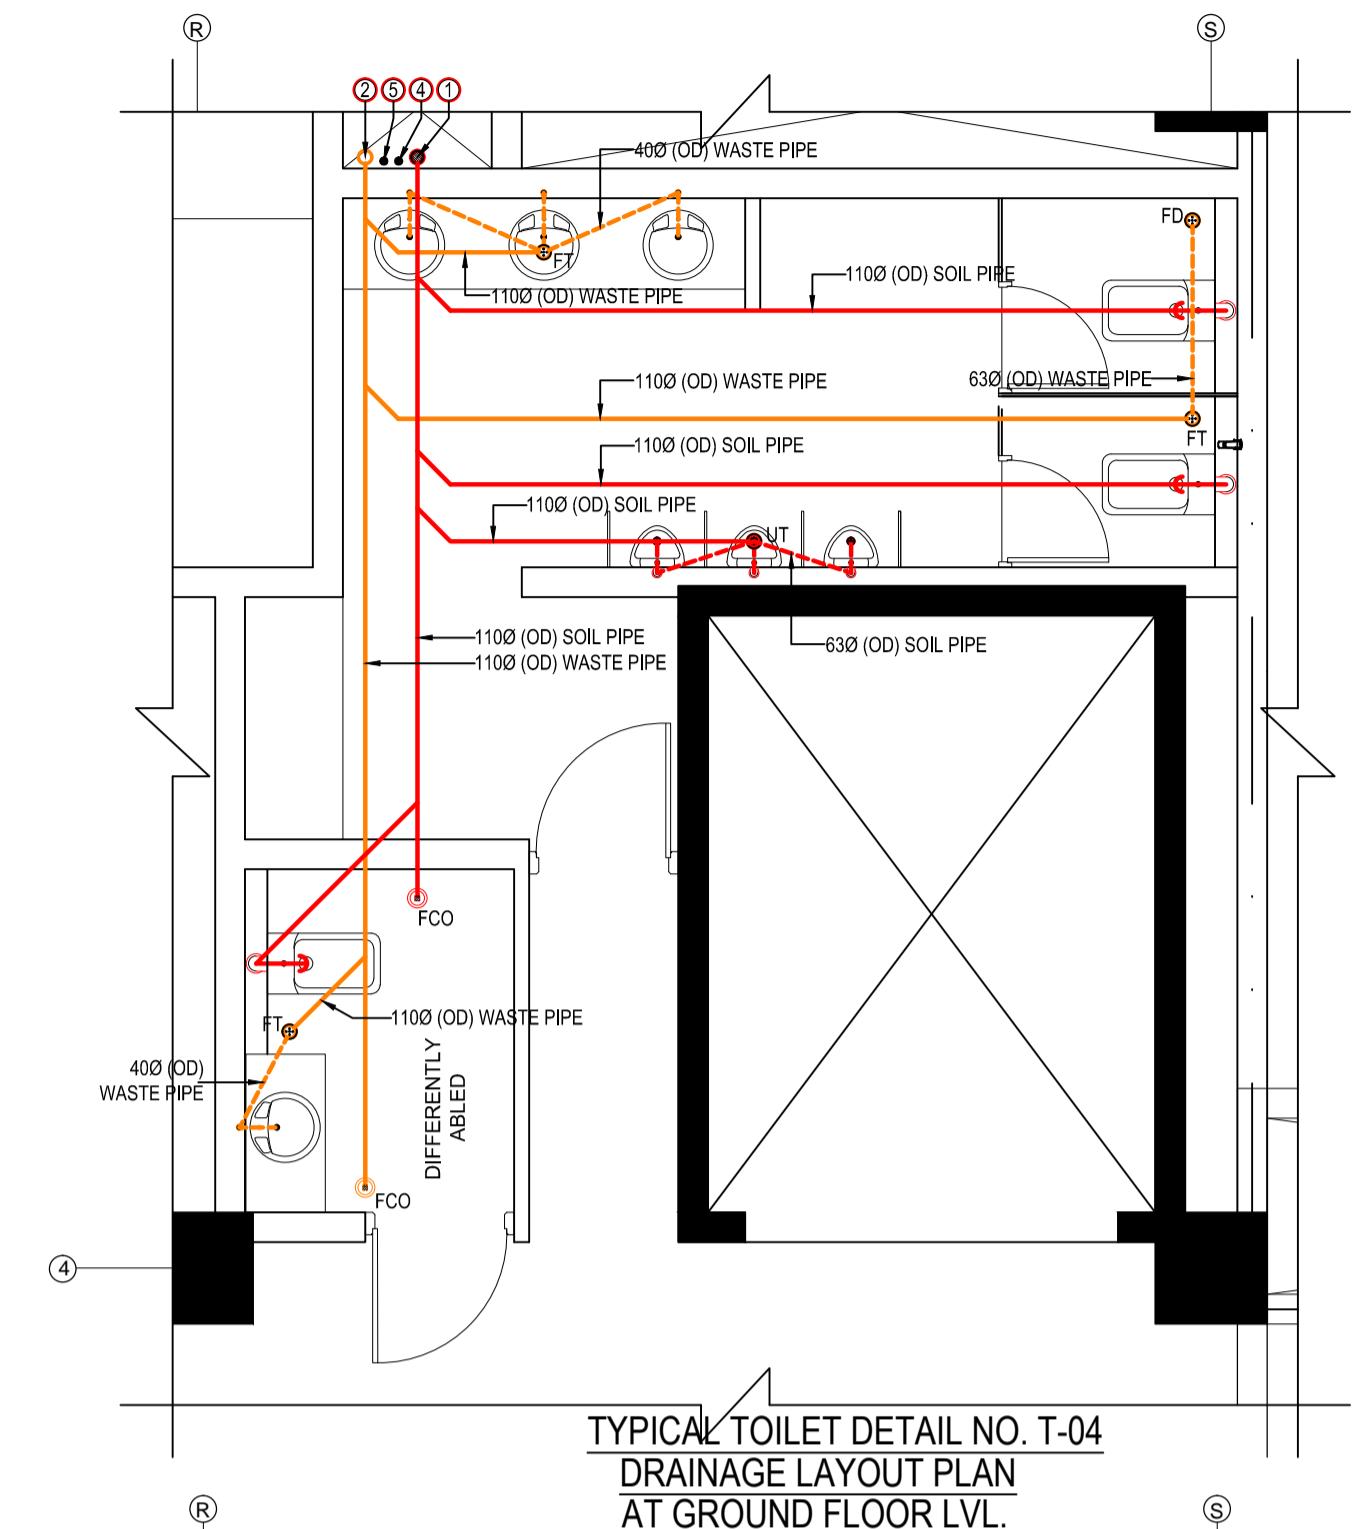 R
S
2 5 4 1
40Ø (OD) WASTE PIPE
FD
FT
110Ø (OD) SOIL PIPE
110Ø (OD) WASTE PIPE
110Ø (OD) WASTE PIPE
63Ø (OD) WASTE PIPE
FT
110Ø (OD) SOIL PIPE
110Ø (OD) SOIL PIPE
UT
110Ø (OD) SOIL PIPE
63Ø (OD) SOIL PIPE
110Ø (OD) WASTE PIPE
FCO
110Ø (OD) WASTE PIPE
FT
40Ø (OD)
WASTE PIPE
DIFFERENTLY
ABLED
FCO
4
TYPICAL TOILET DETAIL NO. T-04
DRAINAGE LAYOUT PLAN
AT GROUND FLOOR LVL.
R
S